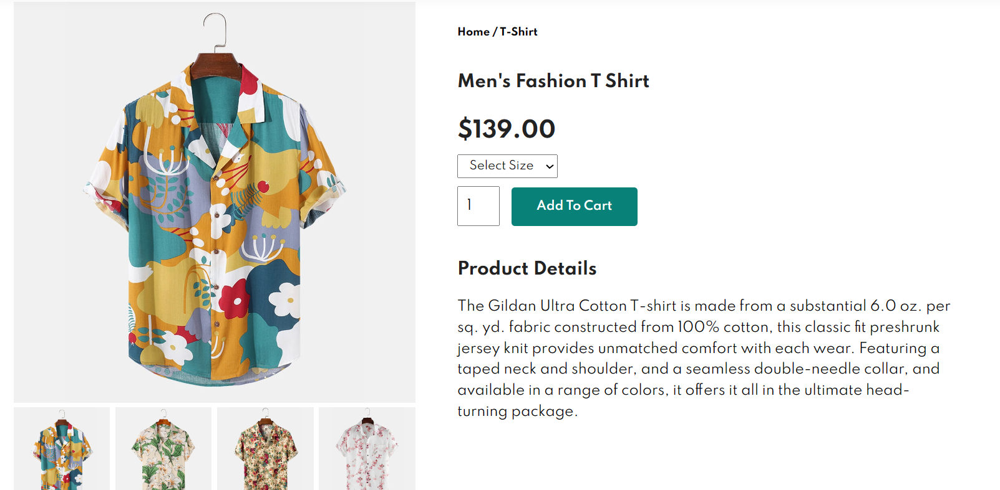 Home / T-Shirt
Men's Fashion T Shirt
$139.00
Select Size
1
Add To Cart
Product Details
The Gildan Ultra Cotton T-shirt is made from a substantial 6.0 oz. per
sq. yd. fabric constructed from 100% cotton, this classic fit preshrunk
jersey knit provides unmatched comfort with each wear. Featuring a
taped neck and shoulder, and a seamless double-needle collar, and
available in a range of colors, it offers it all in the ultimate head-
turning package.